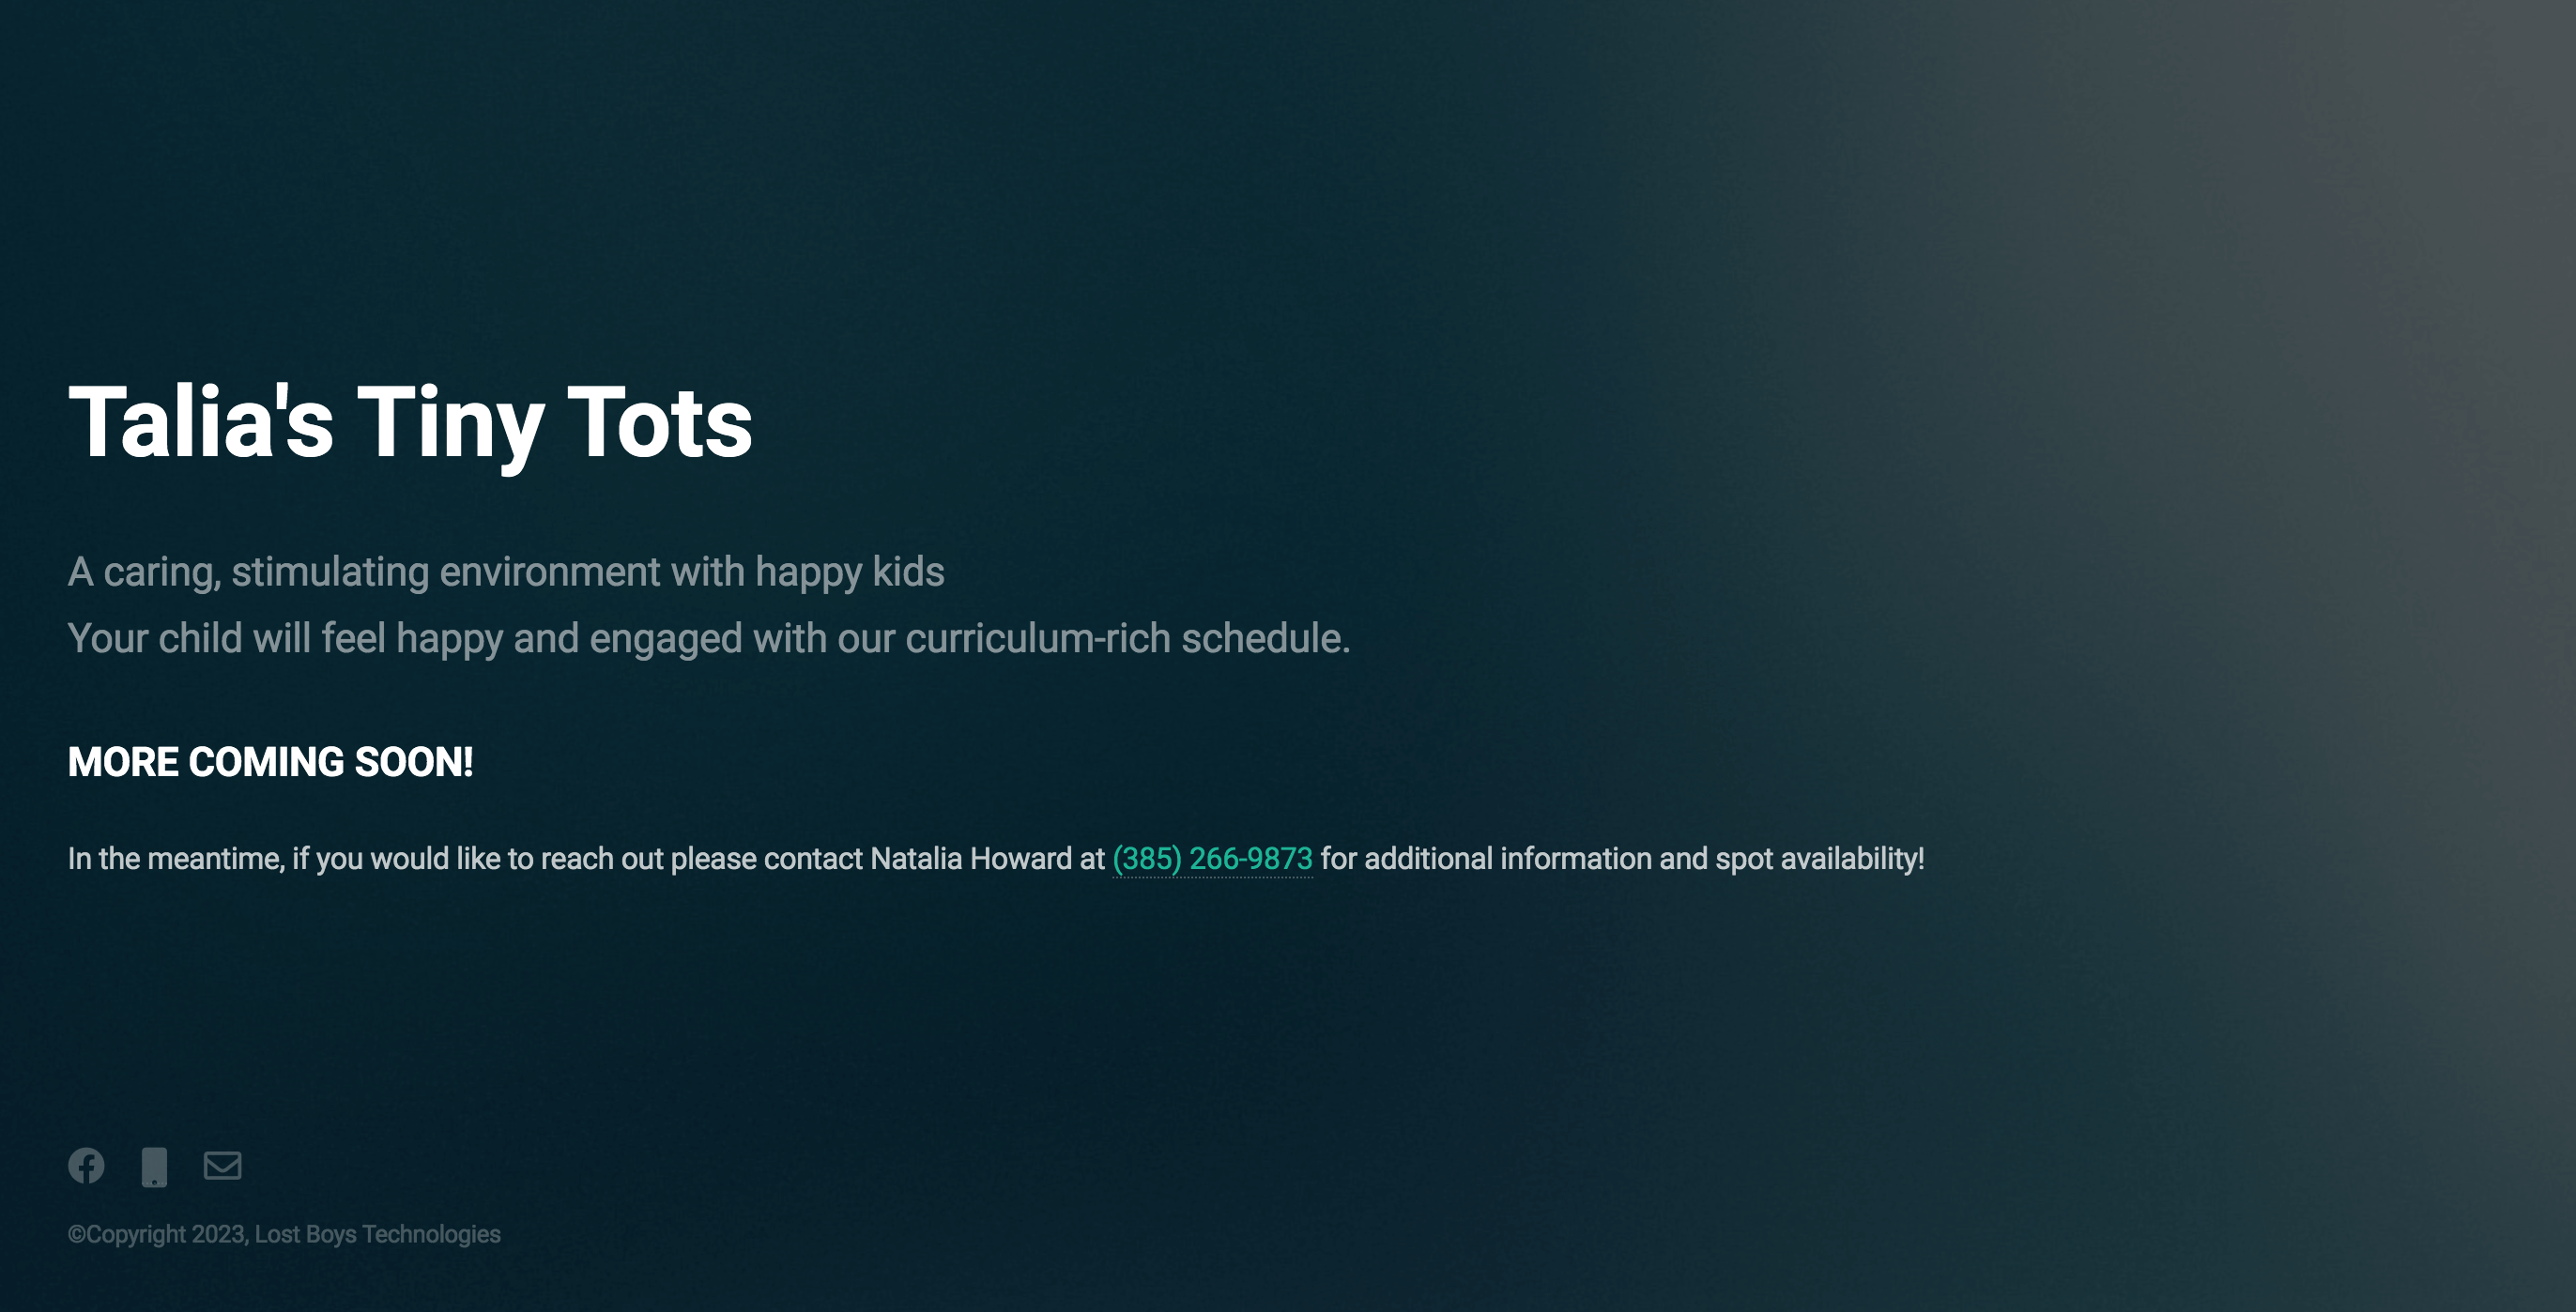 Talia's Tiny Tots
A caring, stimulating environment with happy kids
Your child will feel happy and engaged with our curriculum-rich schedule.
MORE COMING SOON!
In the meantime, if you would like to reach out please contact Natalia Howard at (385) 266-9873 for additional information and spot availability!
©Copyright 2023, Lost Boys Technologies